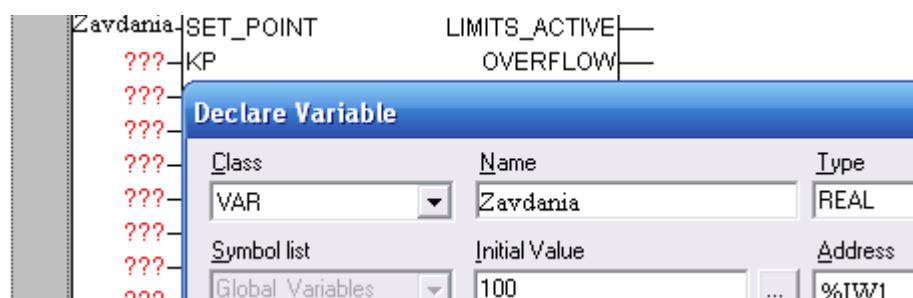 Zavdania SET_POINT LIMITS_ACTIVE
??? KP OVERFLOW
???
Declare Variable
???
??? Class Name Type
??? VAR Zavdania REAL
???
??? Symbol list Initial Value Address
??? Global Variables 100 ... %IW1